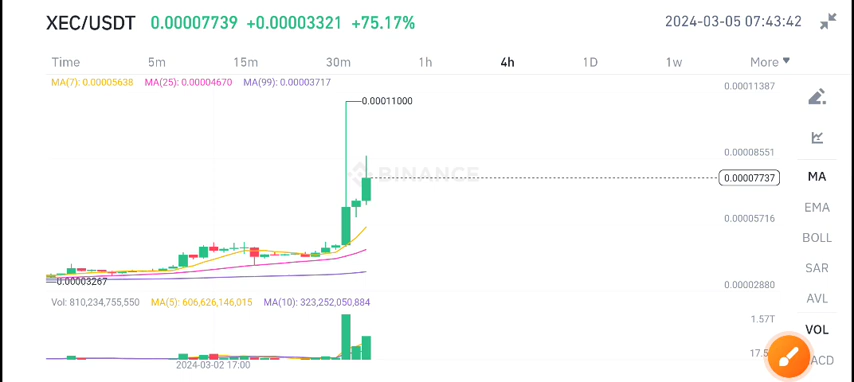 XEC/USDT 0.00007739 +0.00003321 +75.17% 2024-03-05 07:43:42
Time 5m 15m 30m 1h 4h 1D 1w More
MA(7): 0.00005638 MA(25): 0.00004670 MA(99): 0.00003717
0.00011387
0.00011000
0.00008551
BINANCE
0.00007737
0.00005716
0.00003267
0.00002880
Vol: 810,234,755,550 MA(5): 606,626,146,015 MA(10): 323,252,050,884
1.57T
17.5
2024-03-02 17:00
MA
EMA
BOLL
SAR
AVL
VOL
ACD